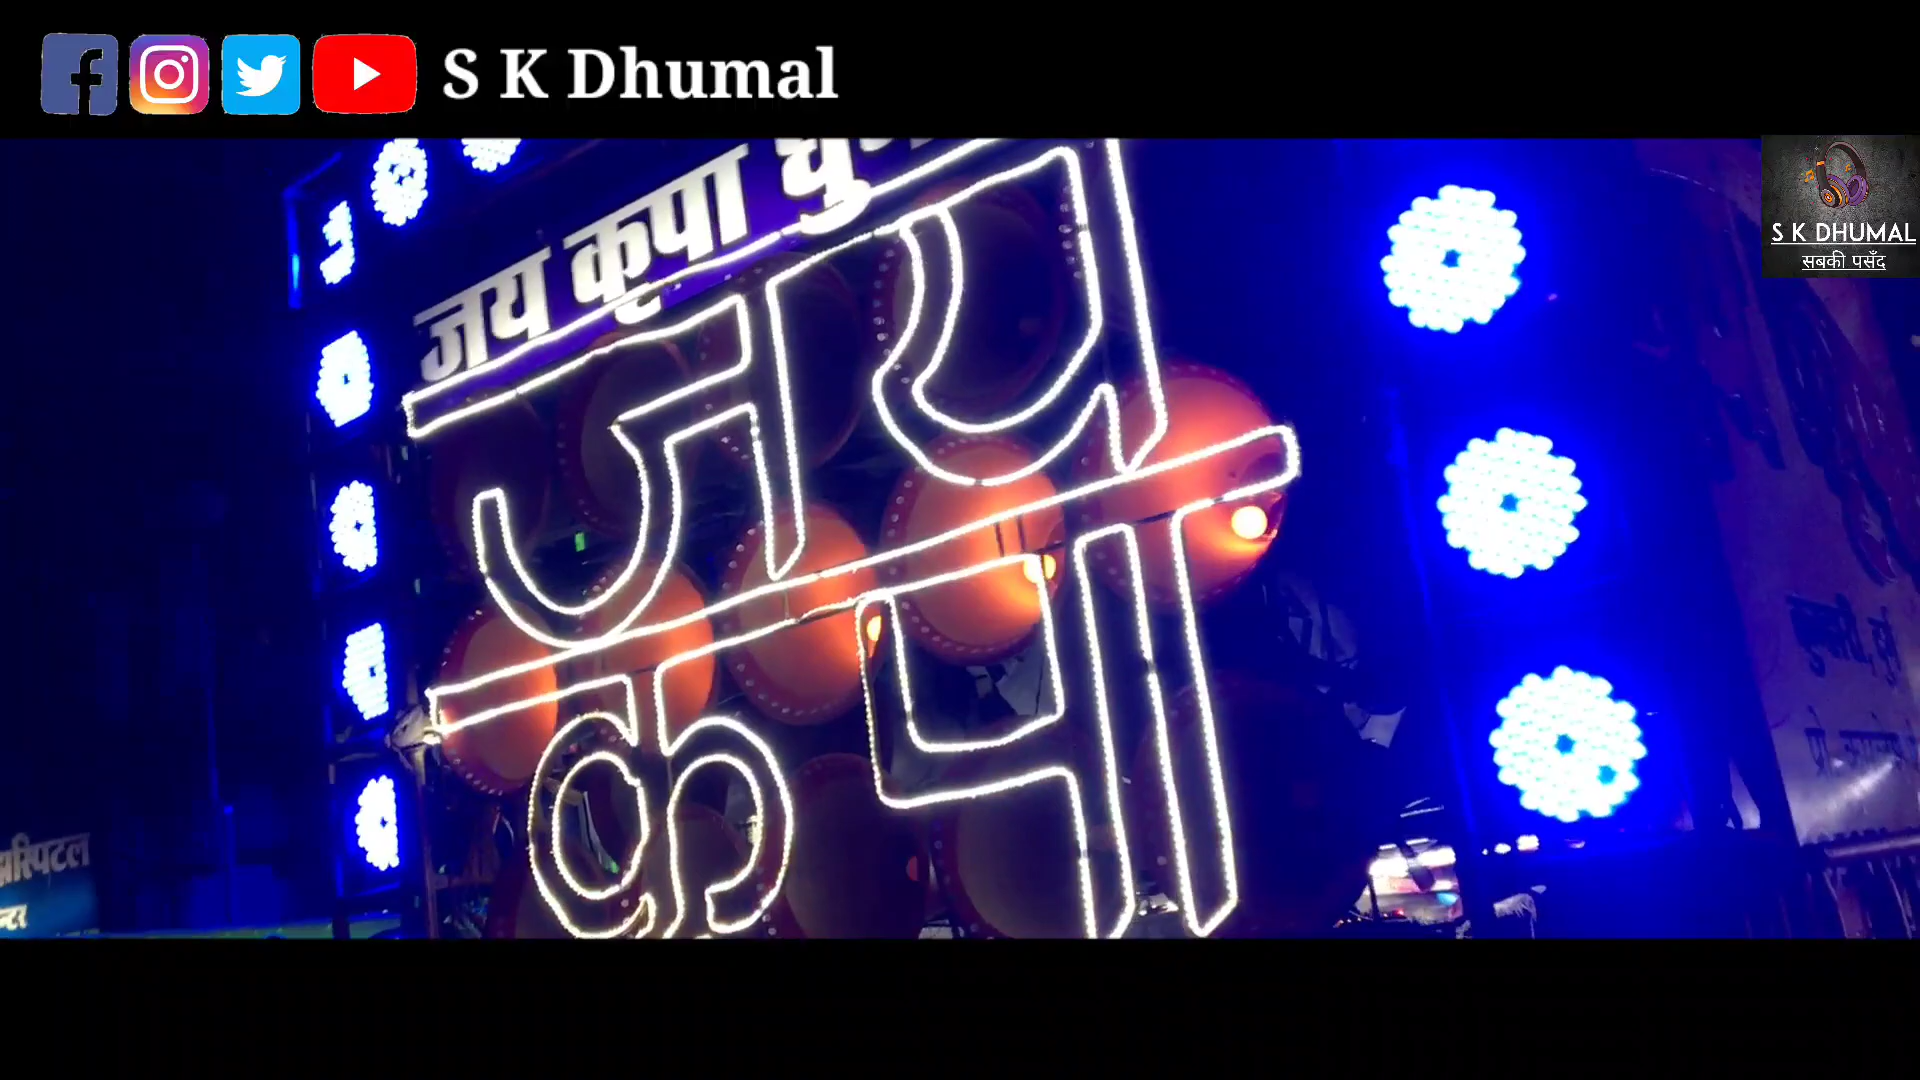 S K Dhumal
S K DHUMAL
सबकी पसँद
जय कृपा
जय
कृपा